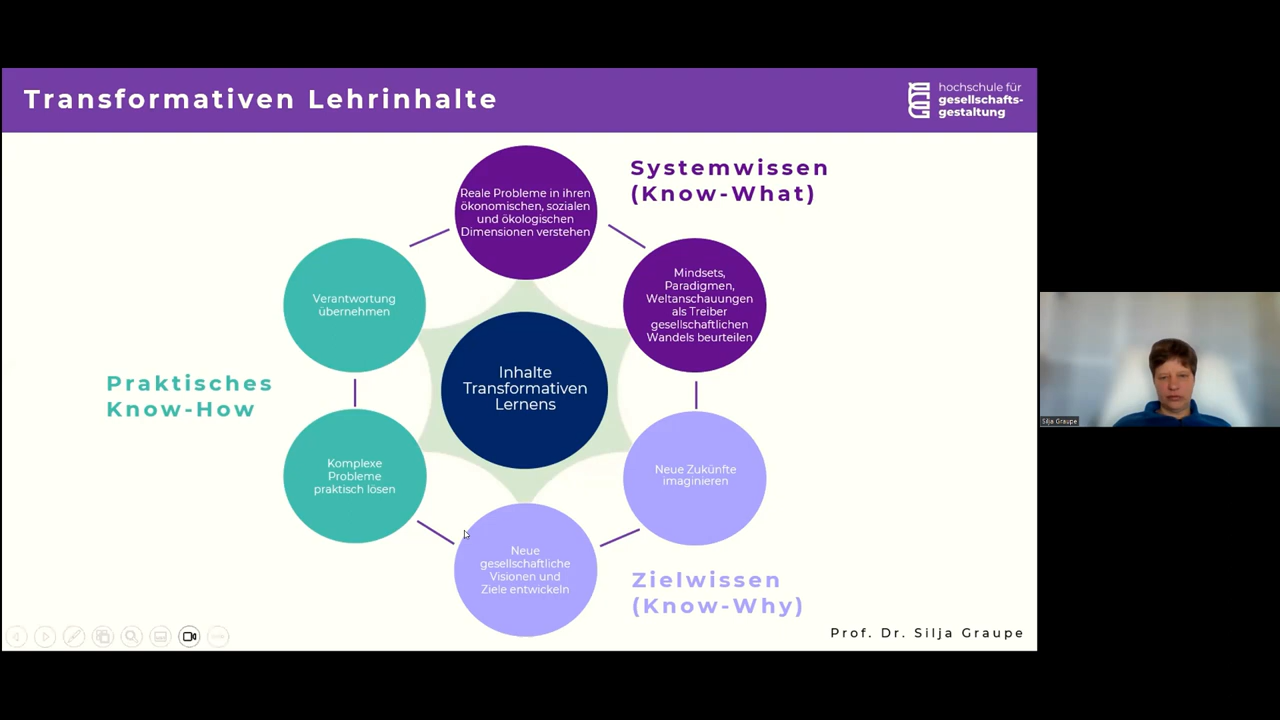 Transformativen Lehrinhalte
hochschule für
gesellschafts-
gestaltung
Systemwissen
(Know-What)
Reale Probleme in ihren
ökonomischen, sozialen
und ökologischen
Dimensionen verstehen
Mindsets,
Paradigmen,
Weltanschauungen
als Treiber
gesellschaftlichen
Wandels beurteilen
Verantwortung
übernehmen
Inhalte
Transformativen
Lernens
Praktisches
Know-How
Komplexe
Probleme
praktisch lösen
Neue Zukünfte
imaginieren
Neue
gesellschaftliche
Visionen und
Ziele entwickeln
Zielwissen
(Know-Why)
Prof. Dr. Silja Graupe
Silja Graupe